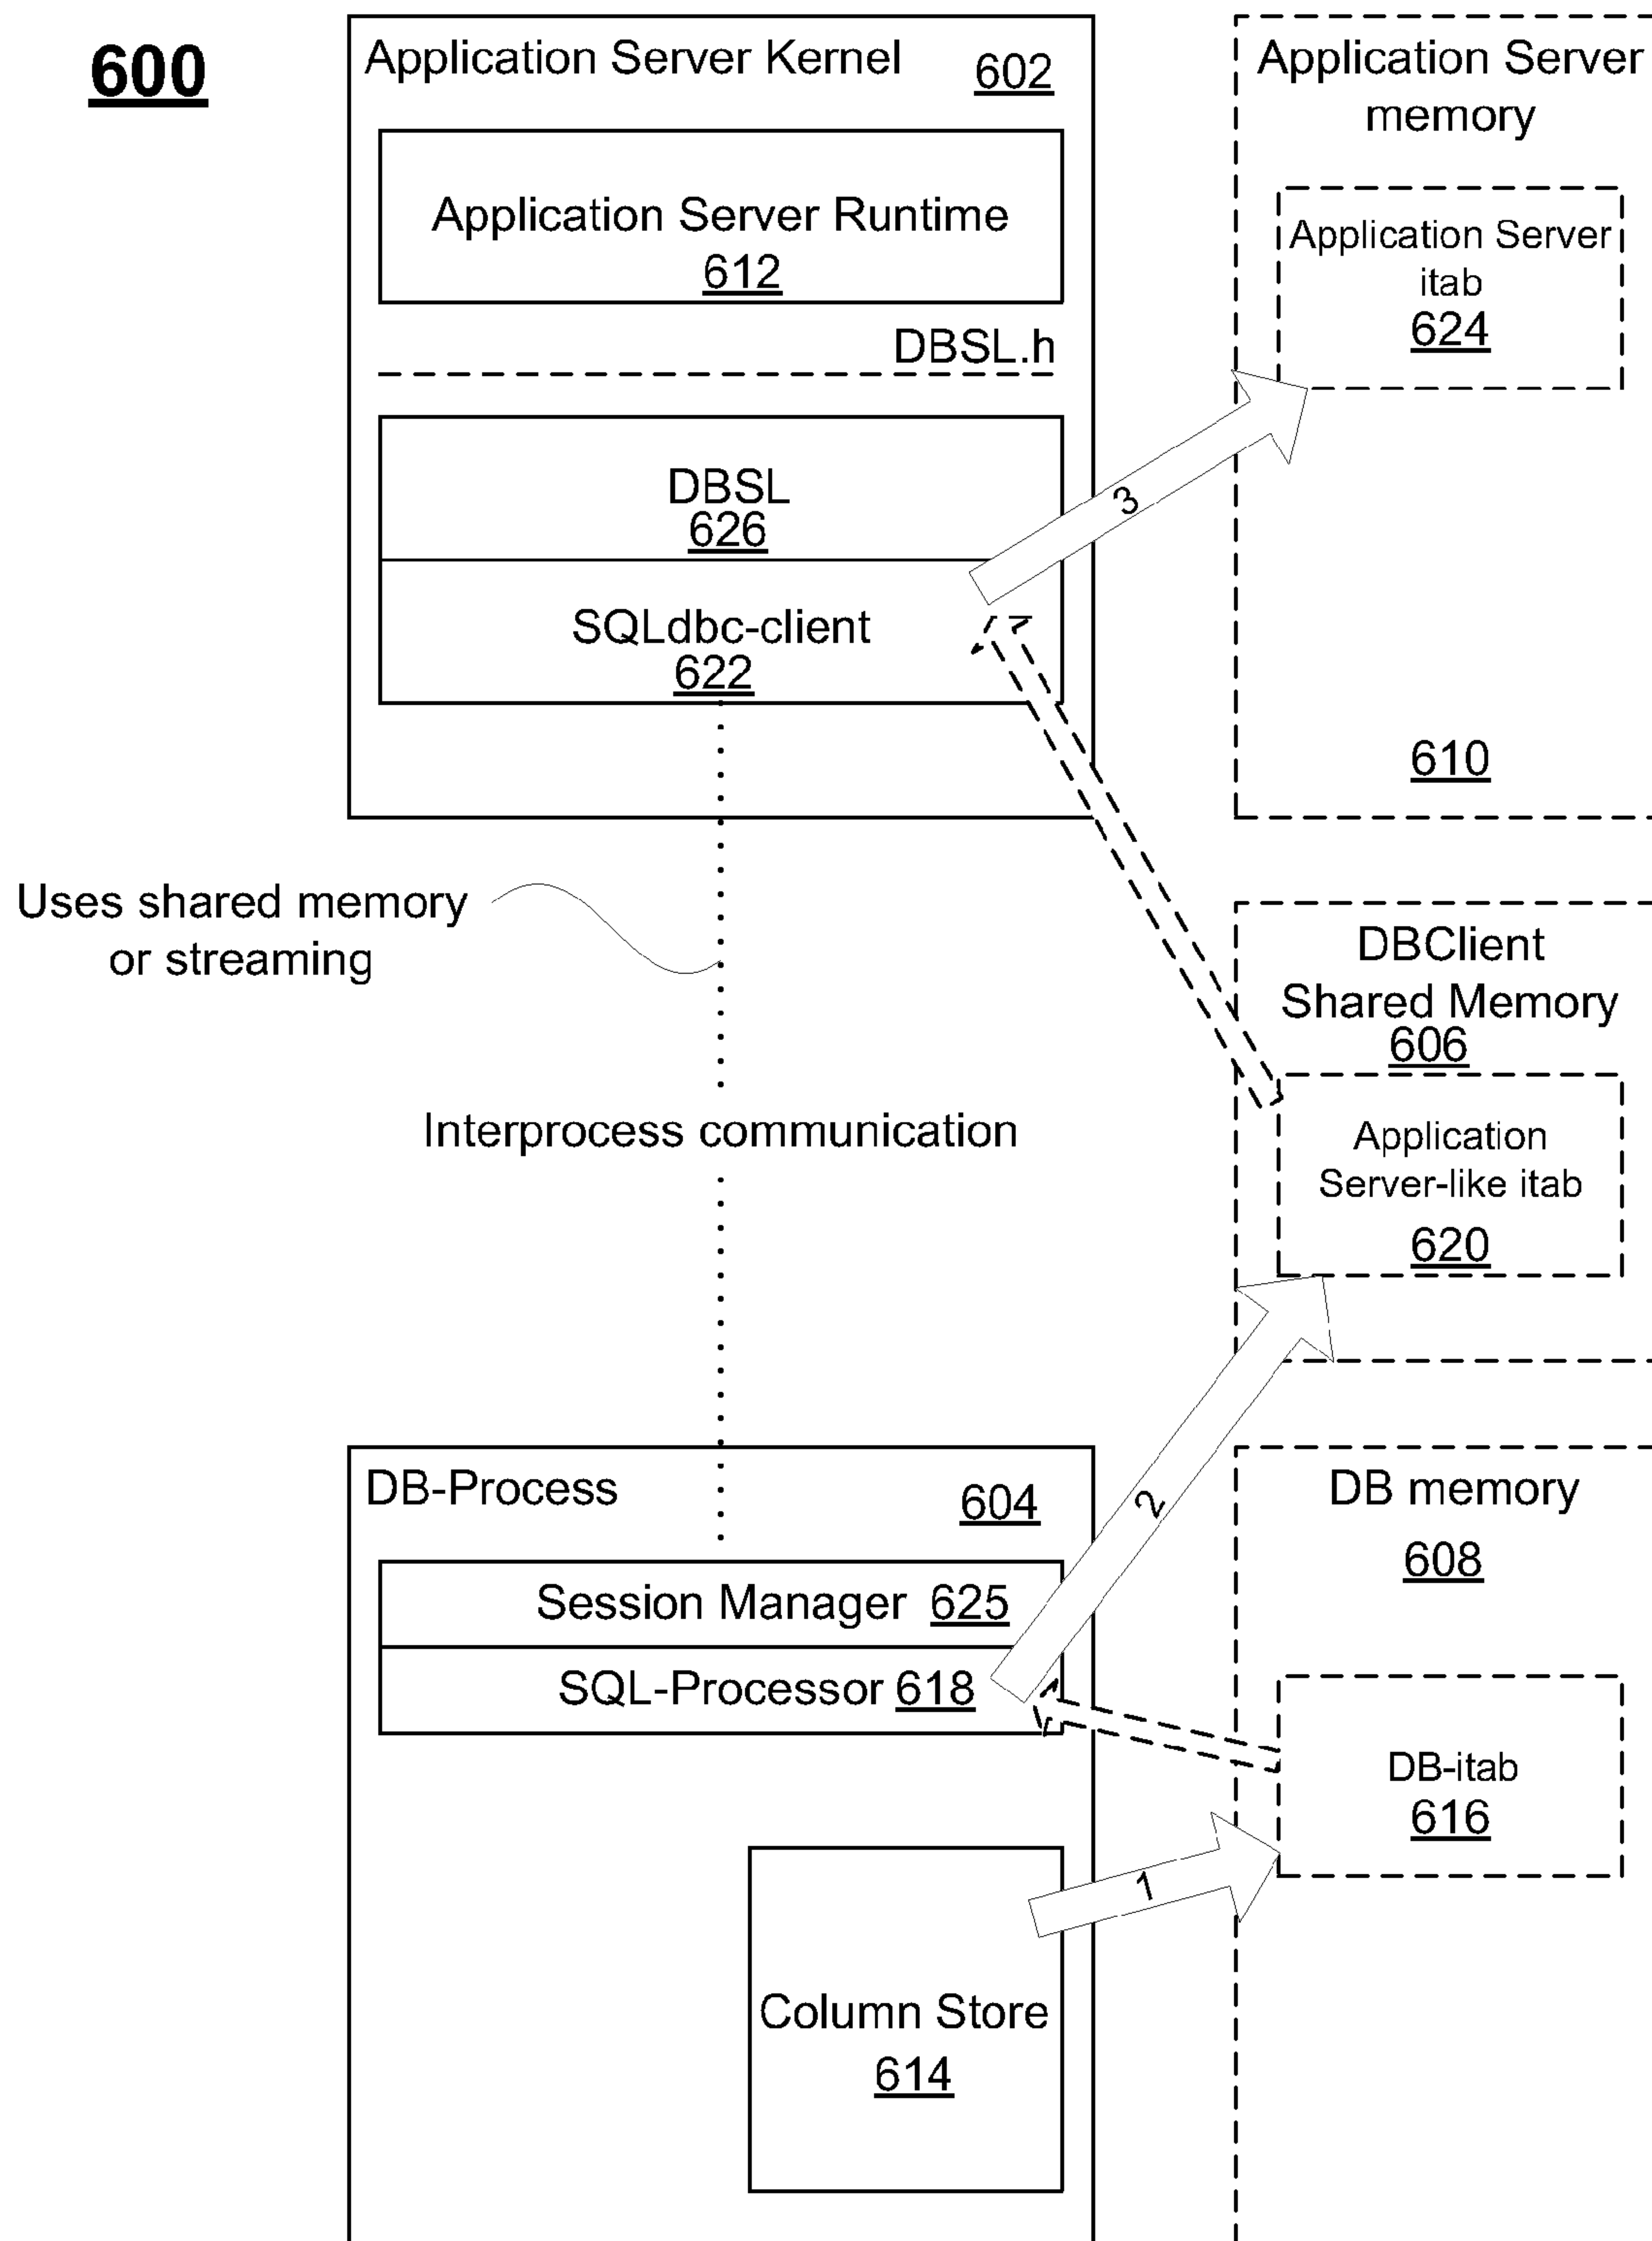 600
Application Server Kernel 602
Application Server Runtime
612
DBSL.h
DBSL
626
SQLdbc-client
622
Application Server
memory
Application Server
itab
624
3
610
Uses shared memory
or streaming
Interprocess communication
DBClient
Shared Memory
606
Application
Server-like itab
620
2
DB-Process 604
Session Manager 625
SQL-Processor 618
Column Store
614
DB memory
608
DB-itab
616
1